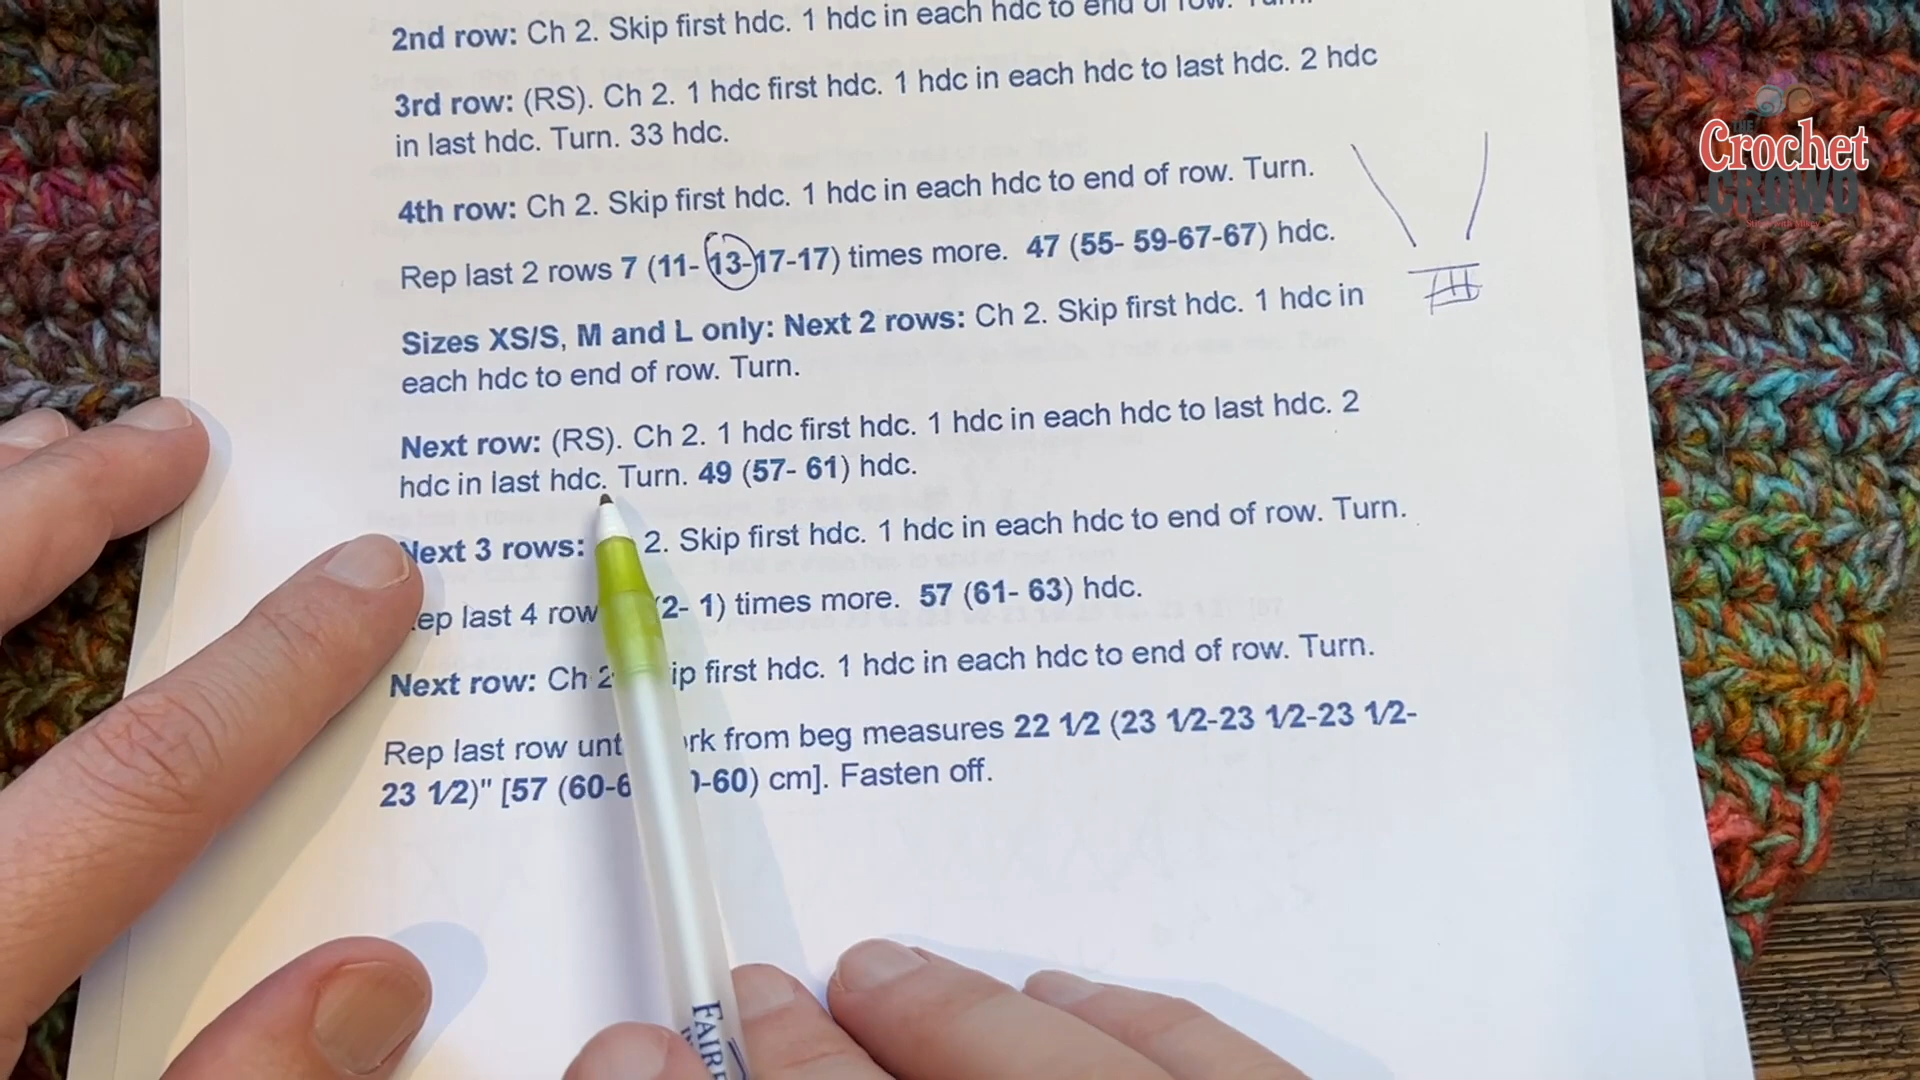 2nd row: Ch 2. Skip first hdc. 1 hdc in each hdc to end of row. Turn.
3rd row: (RS). Ch 2. 1 hdc first hdc. 1 hdc in each hdc to last hdc. 2 hdc
in last hdc. Turn. 33 hdc.
4th row: Ch 2. Skip first hdc. 1 hdc in each hdc to end of row. Turn.
Rep last 2 rows 7 (11- 13-17-17) times more. 47 (55- 59-67-67) hdc.
Sizes XS/S, M and L only: Next 2 rows: Ch 2. Skip first hdc. 1 hdc in
each hdc to end of row. Turn.
Next row: (RS). Ch 2. 1 hdc first hdc. 1 hdc in each hdc to last hdc. 2
hdc in last hdc. Turn. 49 (57- 61) hdc.
Next 3 rows: 2. Skip first hdc. 1 hdc in each hdc to end of row. Turn.
last 4 (2- 1) times more. 57 (61- 63) hdc.
Next row: Ch 2 first hdc. 1 hdc in each hdc to end of row. Turn.
Rep last row from beg measures 22 1/2 (23 1/2-23 1/2-23 1/2-
23 1/2)" [57 (60- -60) cm]. Fasten off.
THE
Crochet
CROWD